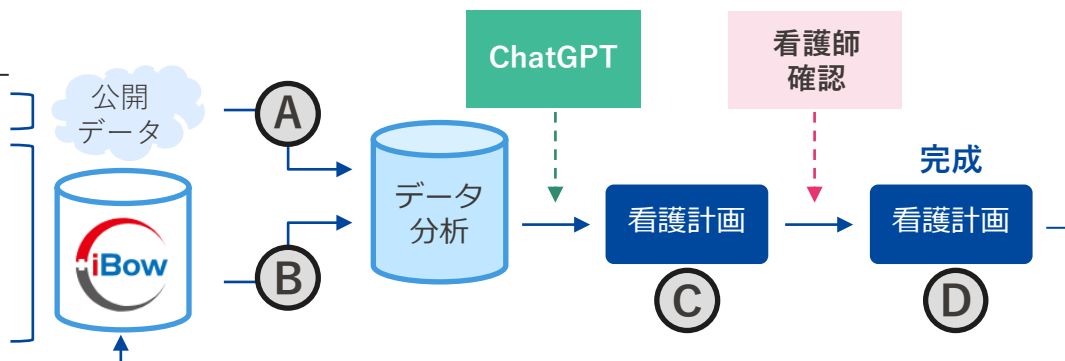 ChatGPT
看護師
確認
公開
データ
A
完成
データ
分析
看護計画
看護計画
iBow
B
C
D